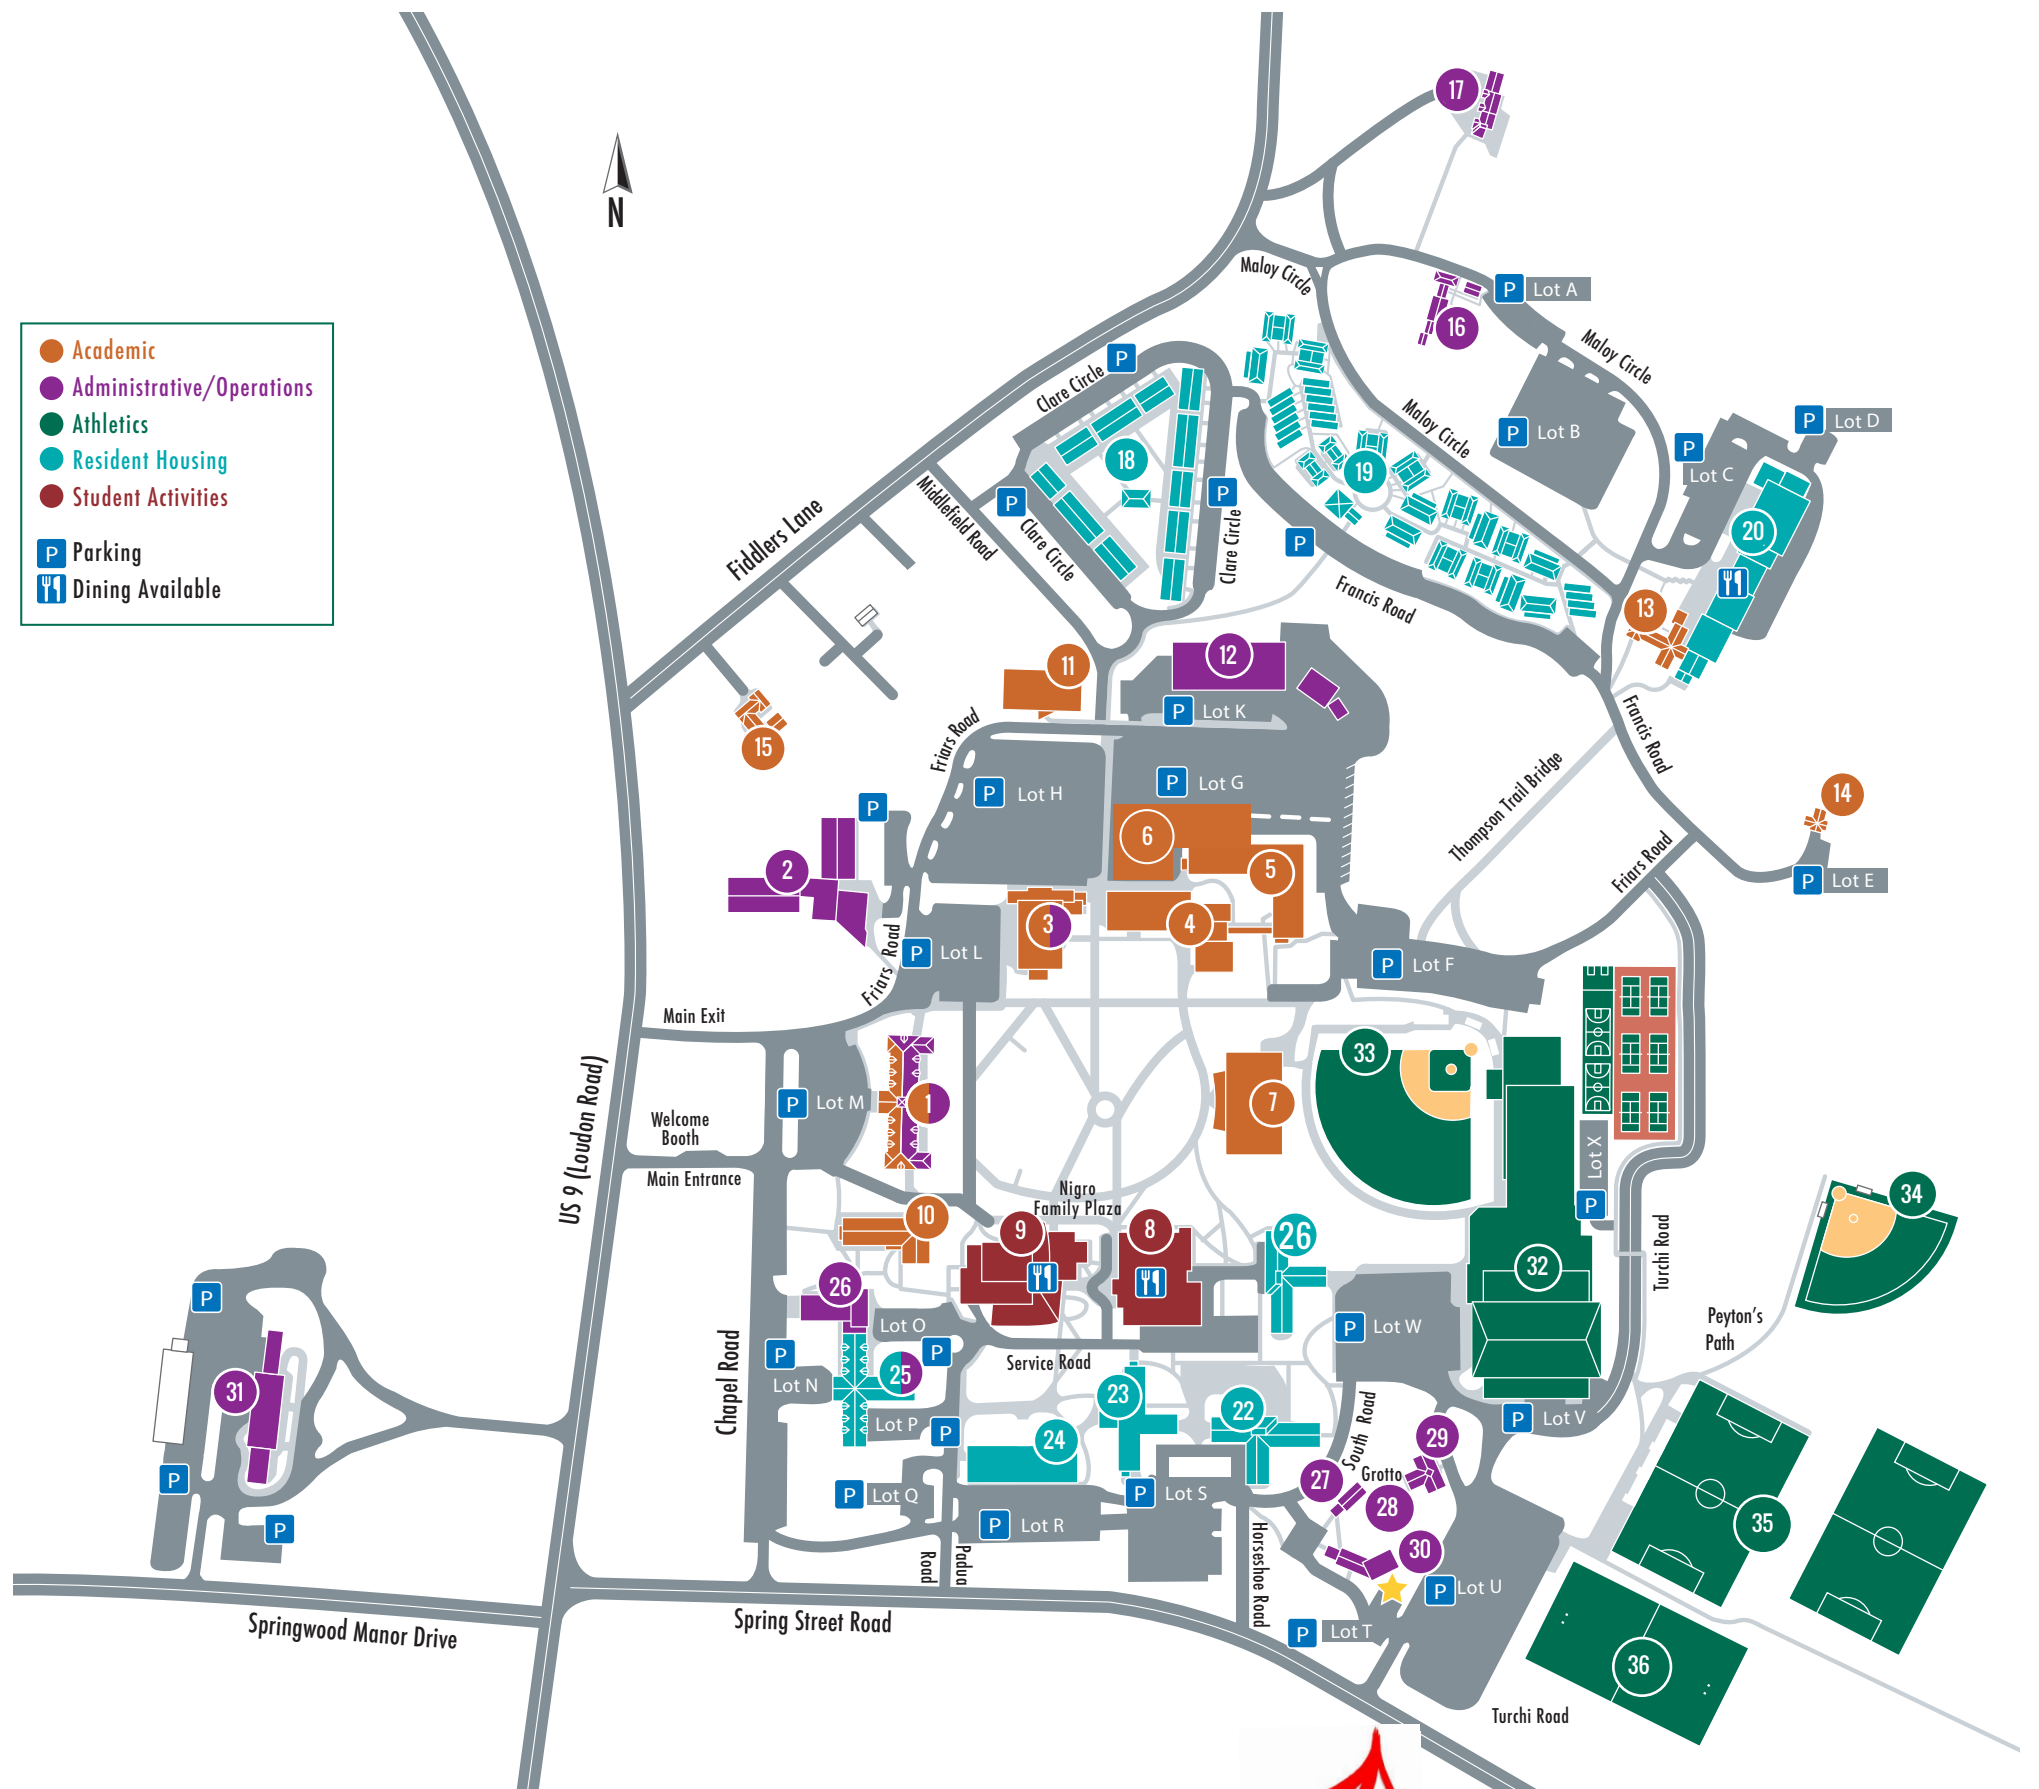 17
N
Maloy Circle
P Lot A
16
Academic
Administrative/Operations
Athletics
Resident Housing
Student Activities
P Parking
Dining Available
Maloy Circle
P
Clare Circle
Maloy Circle
P Lot B
P Lot D
P
Lot C
18
19
20
P
P
Middlefield Road
Clare Circle
Clare Circle
Fiddlers Lane
P
Francis Road
13
11
12
P Lot K
Francis Road
15
Friars Road
P Lot H
P Lot G
Thompson Trail Bridge
14
P
6
5
2
Friars Road
P Lot E
3
4
Friars Road
P Lot L
P Lot F
Main Exit
33
US 9 (Loudon Road)
P Lot M
1
7
Welcome
Booth
Main Entrance
Lot X
P
34
Nigro
Family Plaza
10
9
8
26
Turchi Road
32
26
P
Lot O
P Lot W
Peyton's
Path
P
P
Service Road
Chapel Road
Lot N
25
31
23
22
South Road
Lot P
P
24
P Lot V
29
P
P Lot Q
P Lot S
27
Grotto
28
P
P Lot R
35
Horseshoe Road
30
Padua
Road
P Lot U
Springwood Manor Drive
Spring Street Road
P Lot T
36
Turchi Road